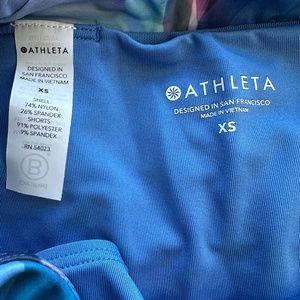 ATHLETA
DESIGNED IN
SAN FRANCISCO
MADE IN VIETNAM
XS
SHELL:
74% NYLON
26% SPANDEX
SHORTS:
91% POLYESTER
9% SPANDEX
RN 54023
B
ATHLETA
DESIGNED IN SAN FRANCISCO
MADE IN VIETNAM
XS